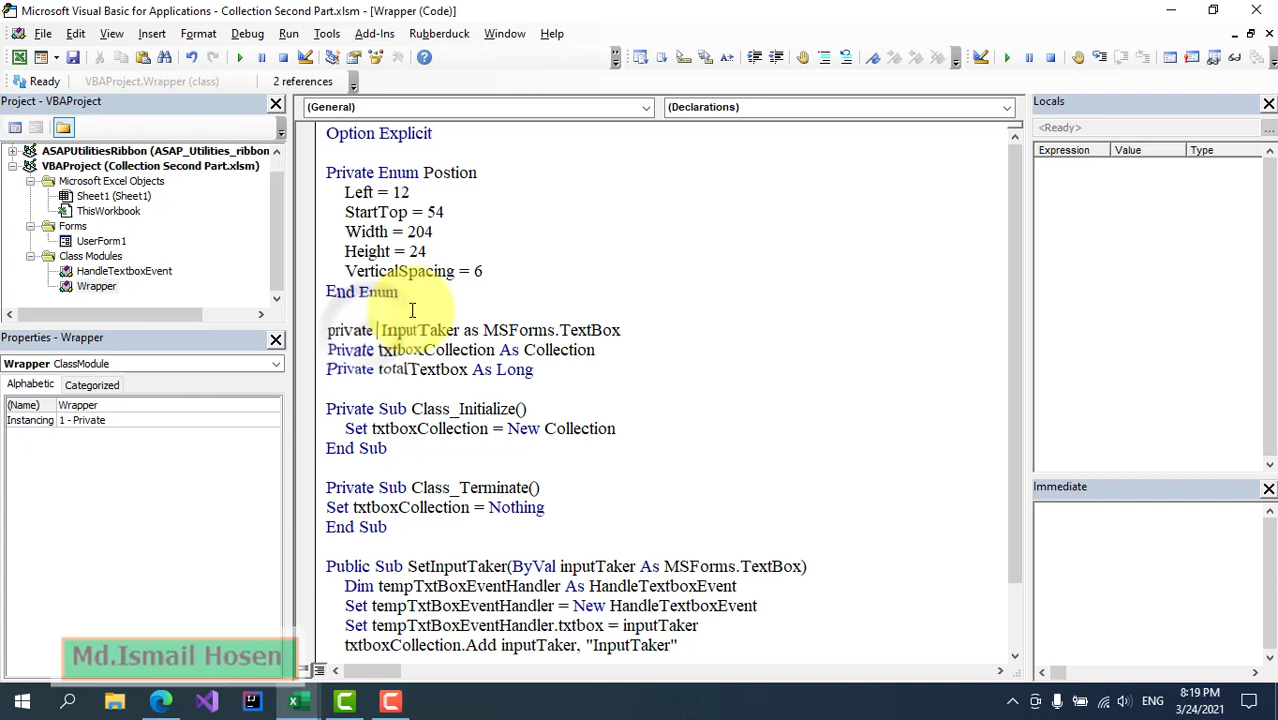 Microsoft Visual Basic for Applications - Collection Second Part.xlsm - [Wrapper (Code)]
File Edit View Insert Format Debug Run Tools Add-Ins Rubberduck Window Help
Ready VBAProject.Wrapper (class) 2 references
Project - VBAProject
ASAPUtilitiesRibbon (ASAP_Utilities_ribbon
VBAProject (Collection Second Part.xlsm)
Microsoft Excel Objects
Sheet1 (Sheet1)
ThisWorkbook
Forms
UserForm1
Class Modules
HandleTextboxEvent
Wrapper
Properties - Wrapper
Wrapper ClassModule
Alphabetic Categorized
(Name) Wrapper
Instancing 1 - Private
(General) (Declarations)
Option Explicit
Private Enum Postion
Left = 12
StartTop = 54
Width = 204
Height = 24
VerticalSpacing = 6
End Enum
private InputTaker as MSForms.TextBox
Private txtboxCollection As Collection
Private totalTextbox As Long
Private Sub Class_Initialize()
Set txtboxCollection = New Collection
End Sub
Private Sub Class_Terminate()
Set txtboxCollection = Nothing
End Sub
Public Sub SetInputTaker(ByVal inputTaker As MSForms.TextBox)
Dim tempTxtBoxEventHandler As HandleTextboxEvent
Set tempTxtBoxEventHandler = New HandleTextboxEvent
Set tempTxtBoxEventHandler.txtbox = inputTaker
txtboxCollection.Add inputTaker, "InputTaker"
Locals
<Ready>
Expression Value Type
Immediate
Md.Ismail Hosen
ENG
8:19 PM
3/24/2021